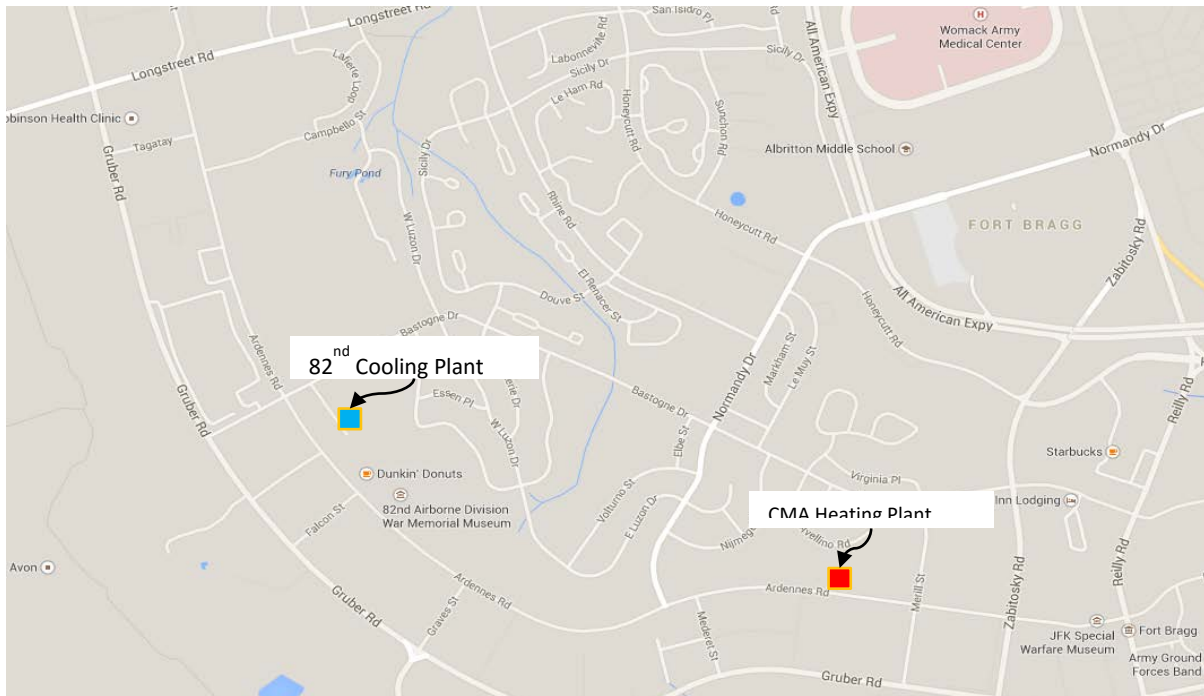 Longstreet Rd
San Isidro Pl
Womack Army
Medical Center
Labonneville Rd
Sicily Dr
Sicily Dr
All American Expy
Longstreet Rd
Lafierie Loop
Le Ham Rd
Honeycutt Rd
Sunchon Rd
obinson Health Clinic
Campbello St
Tagatay
Sicily Dr
Albritton Middle School
Normandy Dr
Gruber Rd
Fury Pond
Rhine Rd
Honeycutt Rd
FORT BRAGG
Zabitosky Rd
W Luzon Dr
El Renacer St
Douve St
All American Expy
Honeycutt Rd
Bastogne Dr
Ardennes Rd
Markham St
Le Muy St
Normandy Dr
82nd Cooling Plant
Essen Pl
erie Dr
Bastogne Dr
Reilly Rd
Gruber Rd
W Luzon Dr
Elbe St
Starbucks
Dunkin' Donuts
Virginia Pl
82nd Airborne Division
War Memorial Museum
Volturno St
E Luzon Dr
Inn Lodging
CMA Heating Plant
Falcon St
Nijmeg
vellino Rd
Reilly Rd
Avon
Ardennes Rd
Ardennes Rd
Merill St
Zabitosky Rd
Gruber Rd
Graves St
Mederet St
JFK Special
Warfare Museum
Fort Bragg
Army Ground
Forces Band
Gruber Rd